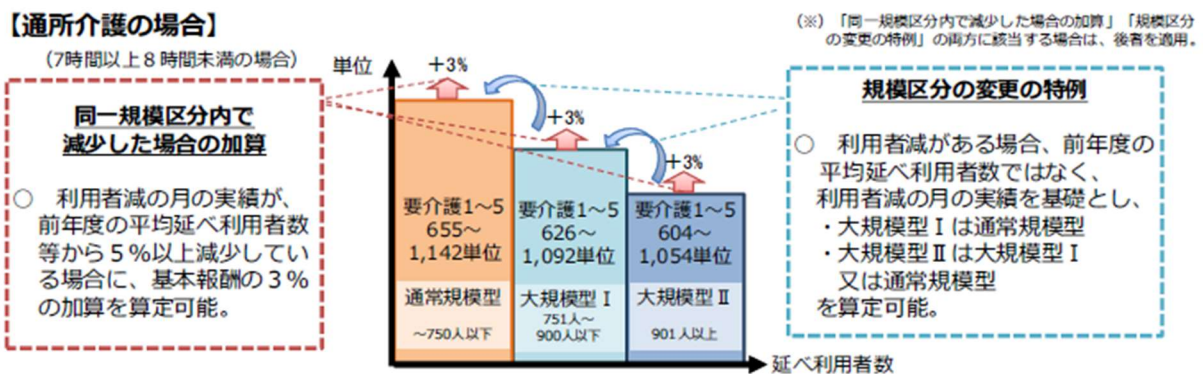 【通所介護の場合】
（7時間以上８時間未満の場合）
（※）「同一規模区分内で減少した場合の加算」「規模区分
の変更の特例」の両方に該当する場合は、後者を適用。
同一規模区分内で
減少した場合の加算
○　利用者減の月の実績が、
前年度の平均延べ利用者数
等から５％以上減少してい
る場合に、基本報酬の３％
の加算を算定可能。
単位
＋3%
＋3%
＋3%
要介護1～5
655～
1,142単位
通常規模型
～750人以下
要介護1～5
626～
1,092単位
大規模型Ⅰ
751人～
900人以下
要介護1～5
604～
1,054単位
大規模型Ⅱ
901人以上
延べ利用者数
規模区分の変更の特例
○　利用者減がある場合、前年度の
平均延べ利用者数ではなく、
利用者減の月の実績を基礎とし、
・大規模型Ⅰは通常規模型
・大規模型Ⅱは大規模型Ⅰ
又は通常規模型
を算定可能。